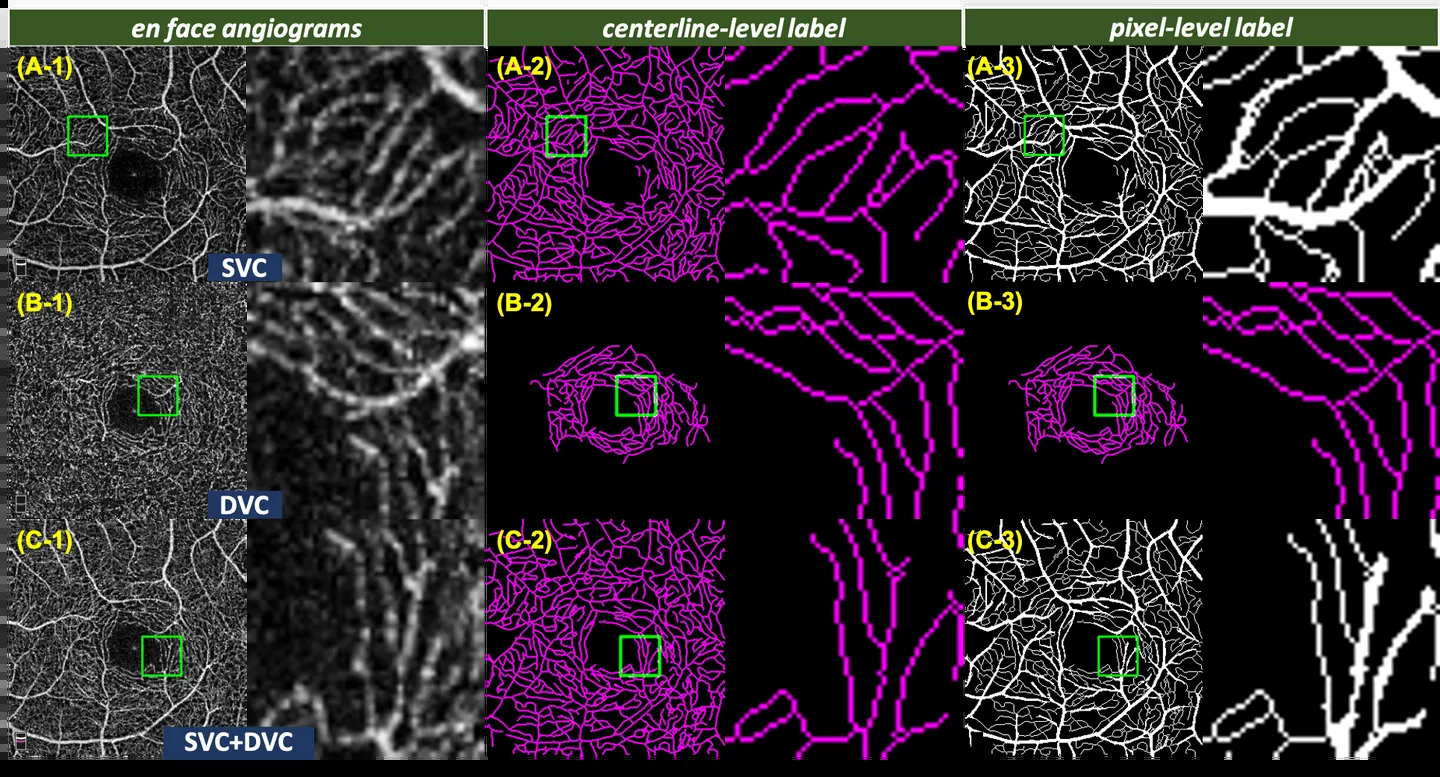 en face angiograms
centerline-level label
pixel-level label
(A-1)
(A-2)
(A-3)
SVC
(B-1)
(B-2)
(B-3)
DVC
(C-1)
(C-2)
(C-3)
SVC+DVC